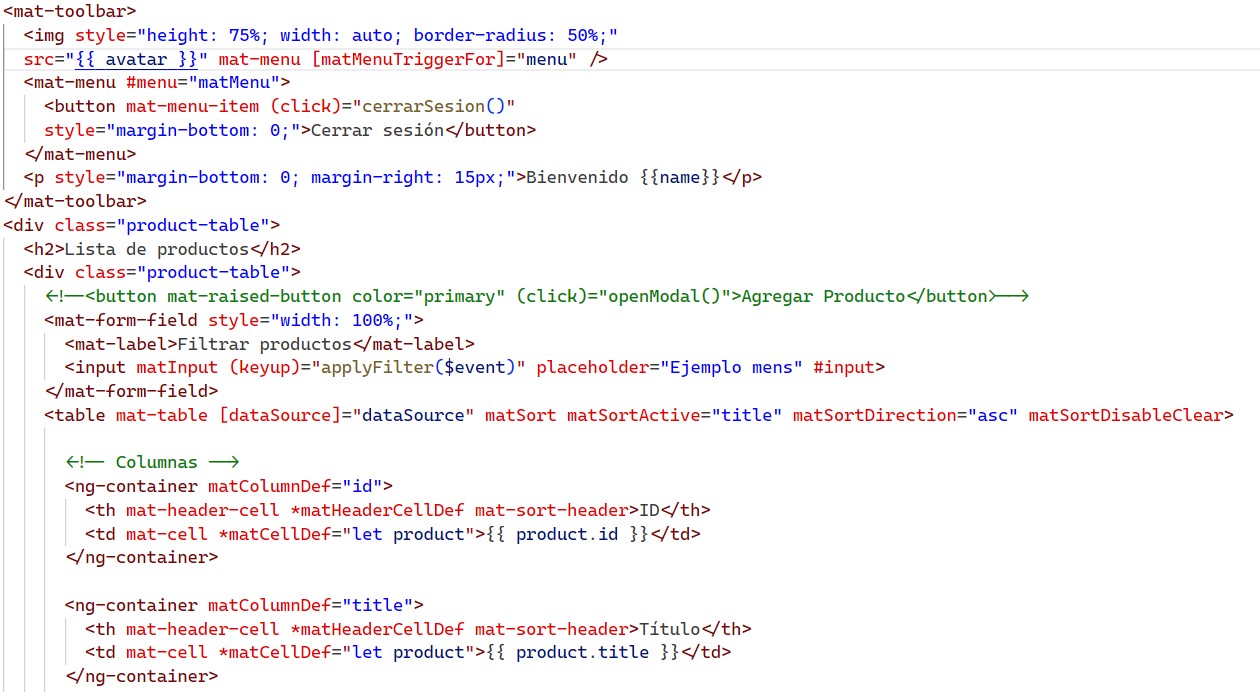 <mat-toolbar>
<img style="height: 75%; width: auto; border-radius: 50%;"
src="{{ avatar }}" mat-menu [matMenuTriggerFor]="menu" />
<mat-menu #menu="matMenu">
<button mat-menu-item (click)="cerrarSesion()"
style="margin-bottom: 0;">Cerrar sesión</button>
</mat-menu>
<p style="margin-bottom: 0; margin-right: 15px;">Bienvenido {{name}}</p>
</mat-toolbar>
<div class="product-table">
<h2>Lista de productos</h2>
<div class="product-table">
<!--<button mat-raised-button color="primary" (click)="openModal()">Agregar Producto</button>-->
<mat-form-field style="width: 100%;">
<mat-label>Filtrar productos</mat-label>
<input matInput (keyup)="applyFilter($event)" placeholder="Ejemplo mens" #input>
</mat-form-field>
<table mat-table [dataSource]="dataSource" matSort matSortActive="title" matSortDirection="asc" matSortDisableClear>
<!-- Columnas -->
<ng-container matColumnDef="id">
<th mat-header-cell *matHeaderCellDef mat-sort-header>ID</th>
<td mat-cell *matCellDef="let product">{{ product.id }}</td>
</ng-container>
<ng-container matColumnDef="title">
<th mat-header-cell *matHeaderCellDef mat-sort-header>Título</th>
<td mat-cell *matCellDef="let product">{{ product.title }}</td>
</ng-container>